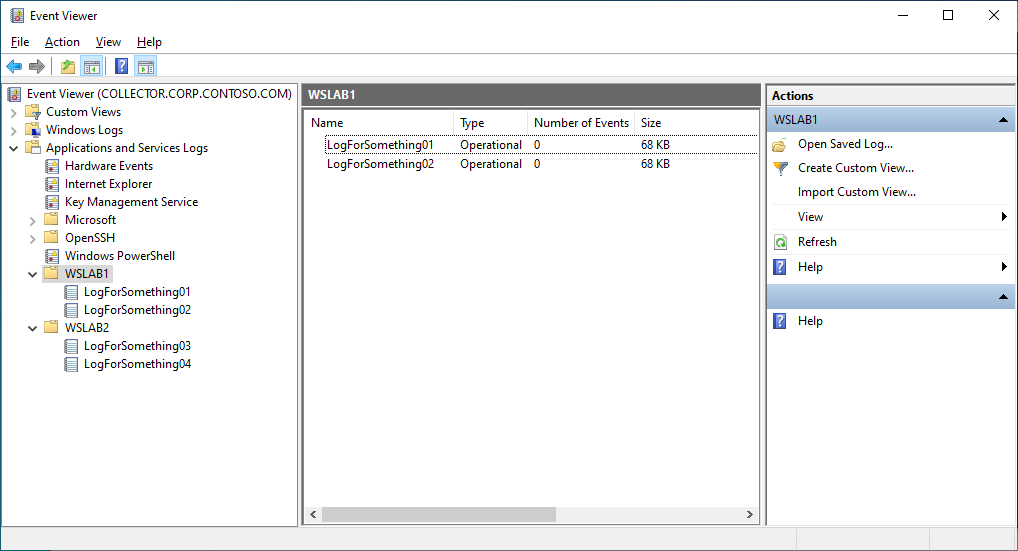 Event Viewer
File Action View Help
Event Viewer (COLLECTOR.CORP.CONTOSO.COM)
Custom Views
Windows Logs
Applications and Services Logs
Hardware Events
Internet Explorer
Key Management Service
Microsoft
OpenSSH
Windows PowerShell
WSLAB1
LogForSomething01
LogForSomething02
WSLAB2
LogForSomething03
LogForSomething04
WSLAB1
Name Type Number of Events Size
LogForSomething01 Operational 0 68 KB
LogForSomething02 Operational 0 68 KB
Actions
WSLAB1
Open Saved Log...
Create Custom View...
Import Custom View...
View
Refresh
Help
Help